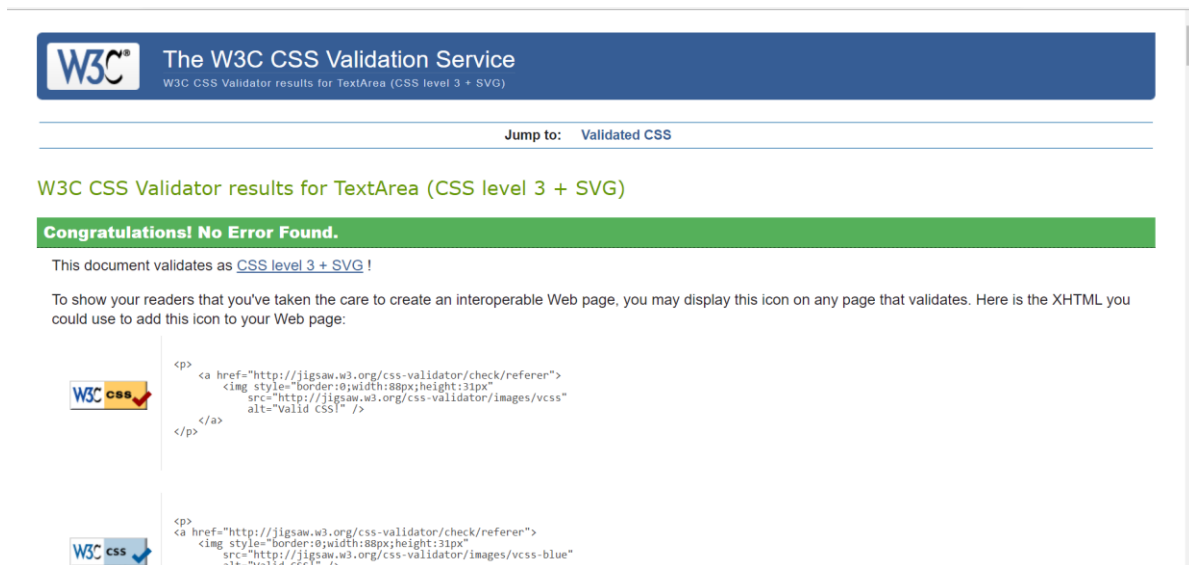 W3C®
The W3C CSS Validation Service
W3C CSS Validator results for TextArea (CSS level 3 + SVG)
Jump to: Validated CSS
W3C CSS Validator results for TextArea (CSS level 3 + SVG)
Congratulations! No Error Found.
This document validates as CSS level 3 + SVG !
To show your readers that you've taken the care to create an interoperable Web page, you may display this icon on any page that validates. Here is the XHTML you
could use to add this icon to your Web page:
W3C css
<p>
<a href="http://jigsaw.w3.org/css-validator/check/referer">
<img style="border:0;width:88px;height:31px"
src="http://jigsaw.w3.org/css-validator/images/vcss"
alt="Valid CSS!" />
</a>
</p>
W3C css
<p>
<a href="http://jigsaw.w3.org/css-validator/check/referer">
<img style="border:0;width:88px;height:31px"
src="http://jigsaw.w3.org/css-validator/images/vcss-blue"
alt="Valid CSS!" />